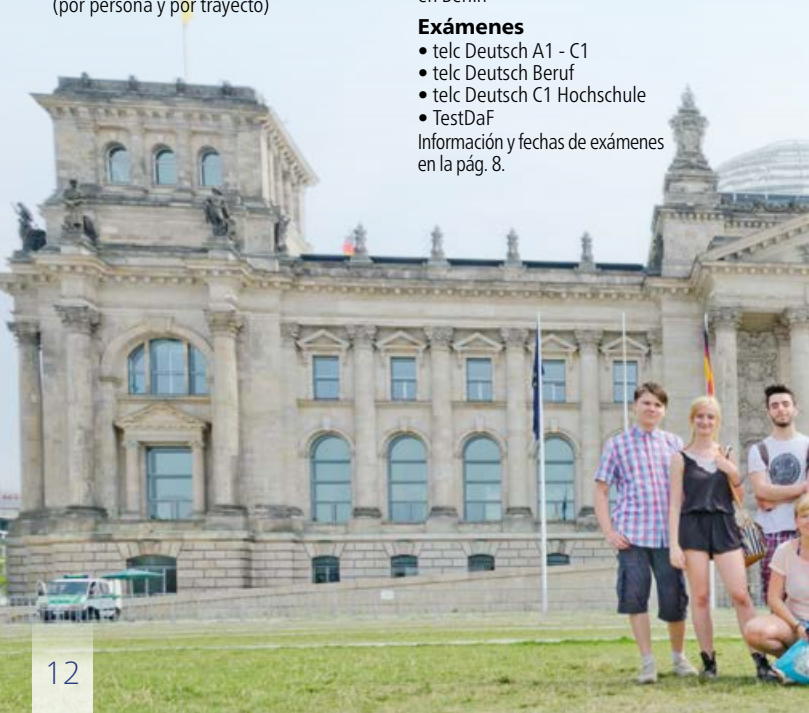 (por persona y por trayecto)
en Berlin
Exámenes
• telc Deutsch A1 - C1
• telc Deutsch Beruf
• telc Deutsch C1 Hochschule
• TestDaF
Información y fechas de exámenes
en la pág. 8.
12